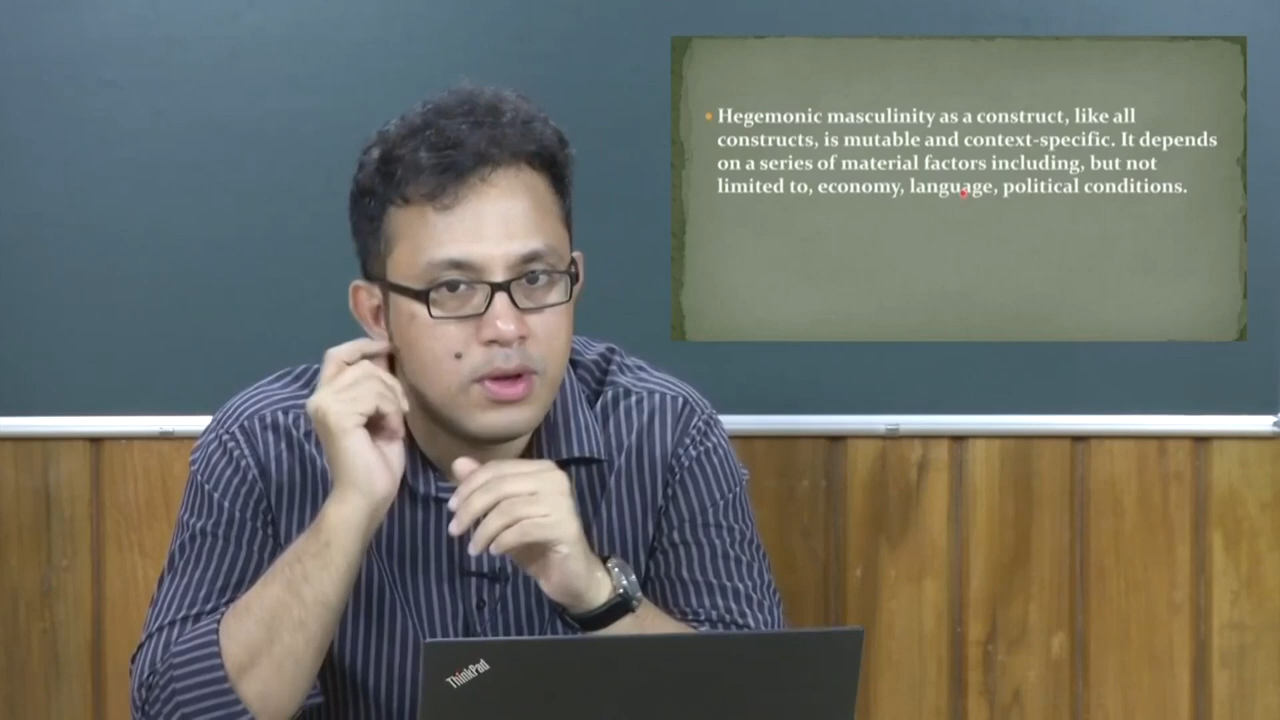 • Hegemonic masculinity as a construct, like all
constructs, is mutable and context-specific. It depends
on a series of material factors including, but not
limited to, economy, language, political conditions.
ThinkPad